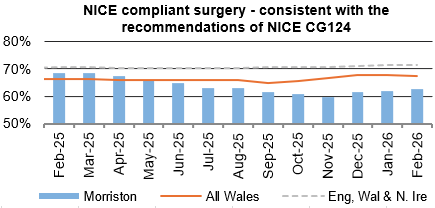 NICE compliant surgery - consistent with the
recommendations of NICE CG124
80%
70%
60%
50%
Feb-25
Mar-25
Apr-25
May-25
Jun-25
Jul-25
Aug-25
Sep-25
Oct-25
Nov-25
Dec-25
Jan-26
Feb-26
Morriston All Wales Eng, Wal & N. Ire